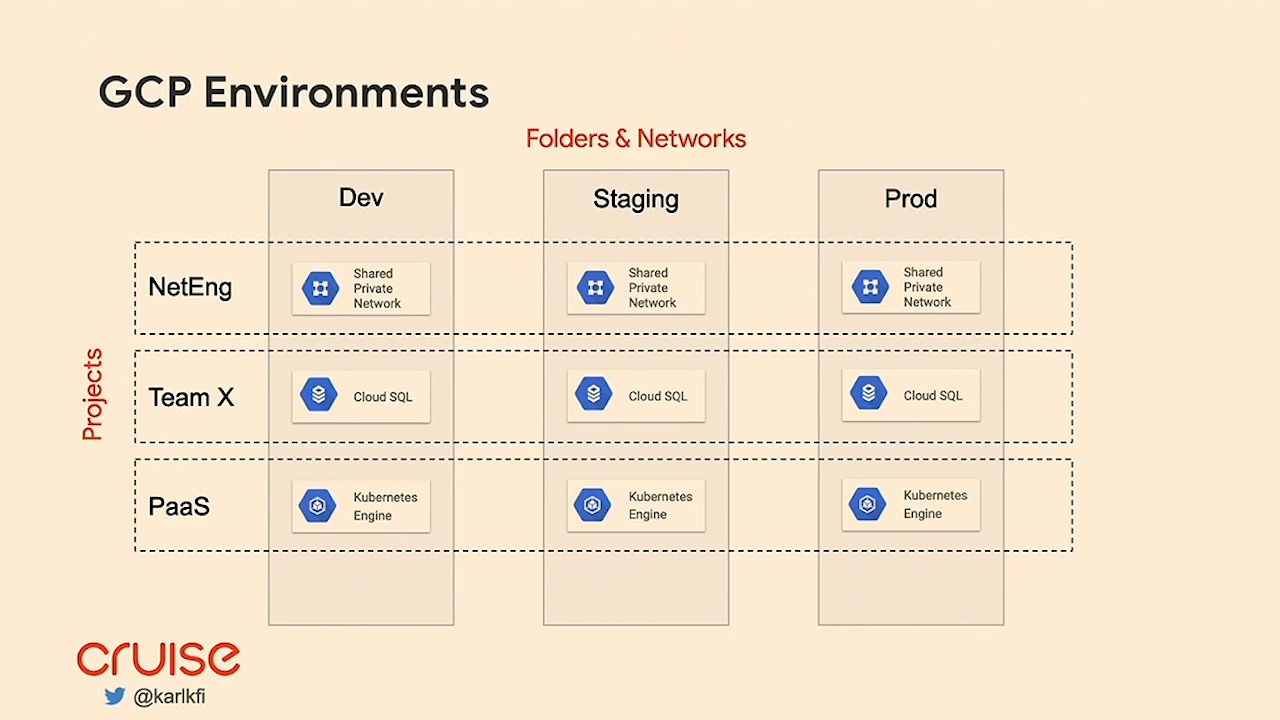 GCP Environments
Folders & Networks
Dev
Staging
Prod
Projects
NetEng
Shared
Private
Network
Shared
Private
Network
Shared
Private
Network
Team X
Cloud SQL
Cloud SQL
Cloud SQL
PaaS
Kubernetes
Engine
Kubernetes
Engine
Kubernetes
Engine
cruise
@karlkfi